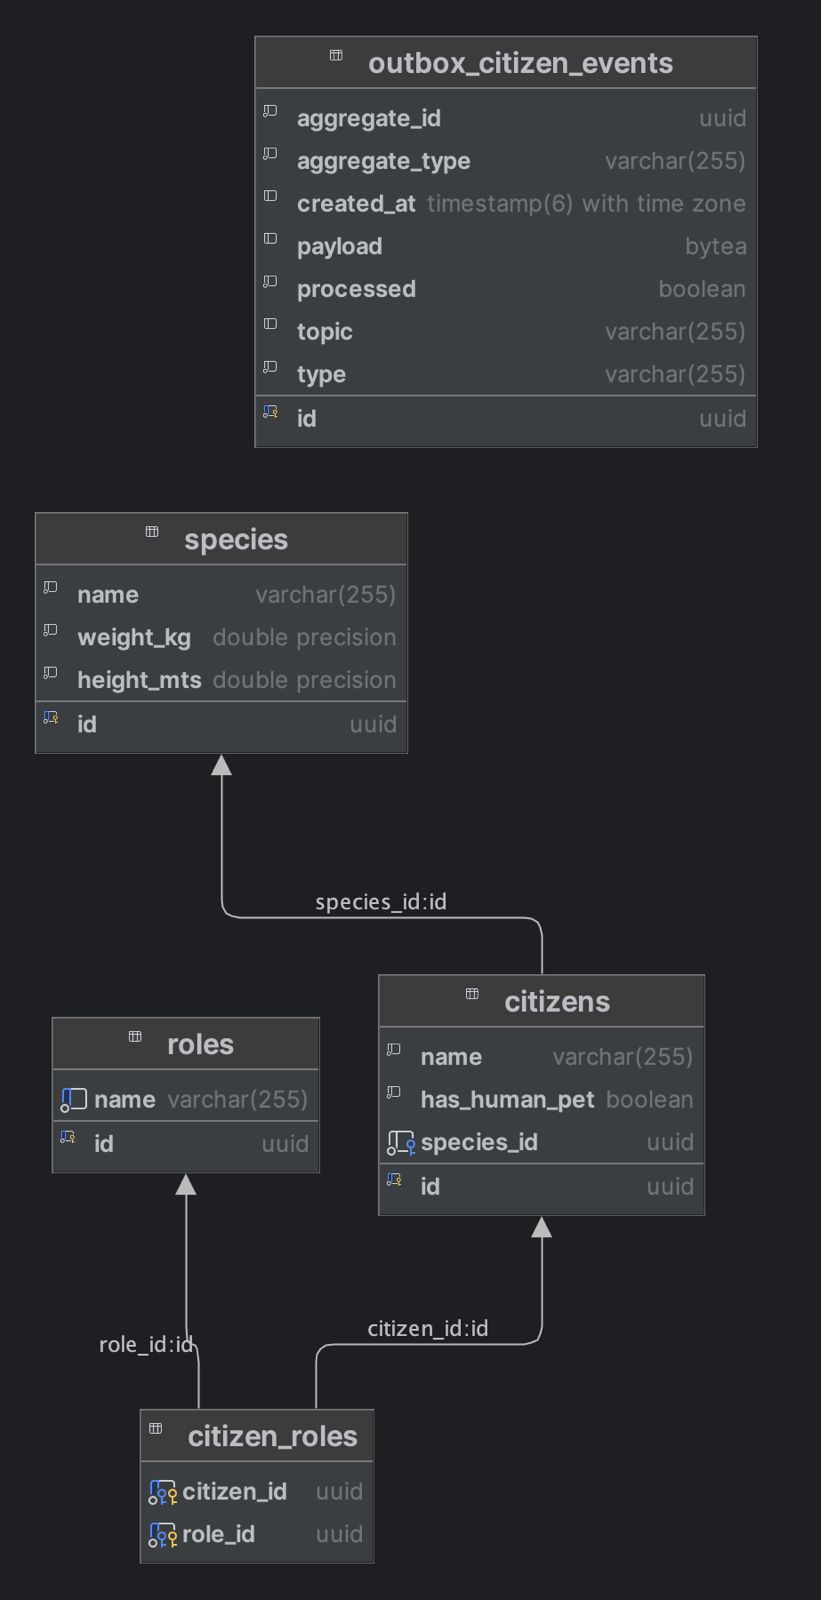 outbox_citizen_events
aggregate_id uuid
aggregate_type varchar(255)
created_at timestamp(6) with time zone
payload bytea
processed boolean
topic varchar(255)
type varchar(255)
id uuid
species
name varchar(255)
weight_kg double precision
height_mts double precision
id uuid
species_id:id
citizens
name varchar(255)
has_human_pet boolean
species_id uuid
id uuid
roles
name varchar(255)
id uuid
role_id:id
citizen_id:id
citizen_roles
citizen_id uuid
role_id uuid